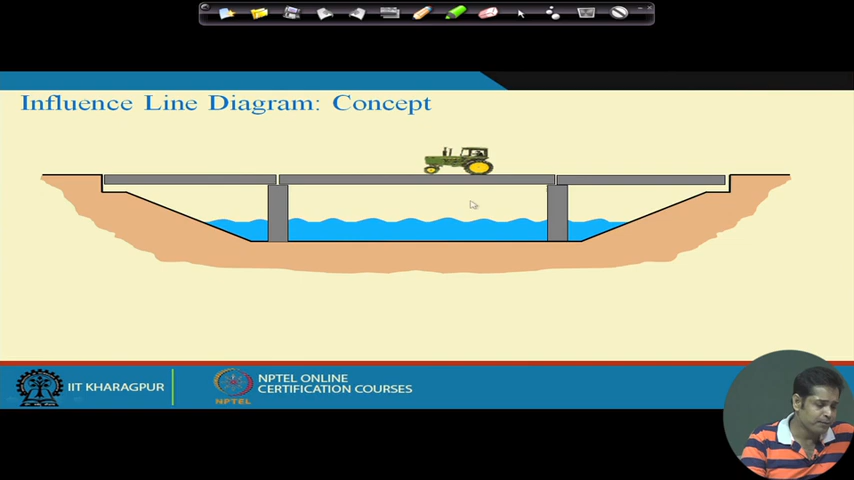 Influence Line Diagram: Concept
IIT KHARAGPUR
NPTEL ONLINE
CERTIFICATION COURSES
NPTEL